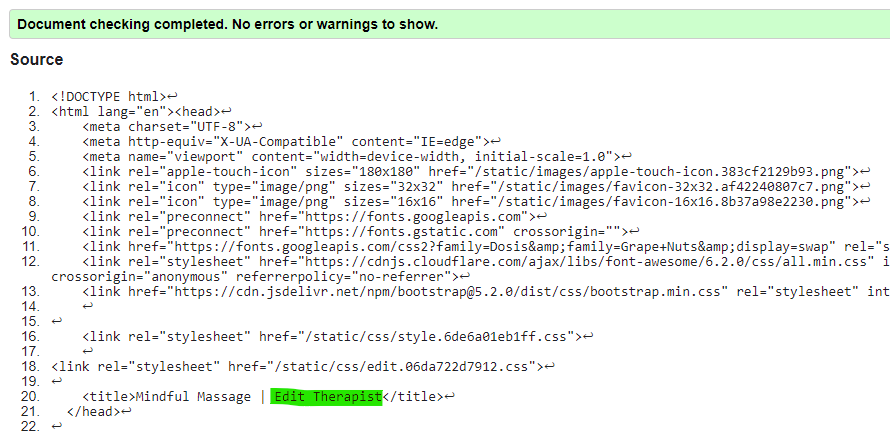 Document checking completed. No errors or warnings to show.
Source
1. <!DOCTYPE html>↩
2. <html lang="en"><head>↩
3. <meta charset="UTF-8">↩
4. <meta http-equiv="X-UA-Compatible" content="IE=edge">↩
5. <meta name="viewport" content="width=device-width, initial-scale=1.0">↩
6. <link rel="apple-touch-icon" sizes="180x180" href="/static/images/apple-touch-icon.383cf2129b93.png">↩
7. <link rel="icon" type="image/png" sizes="32x32" href="/static/images/favicon-32x32.af42240807c7.png">↩
8. <link rel="icon" type="image/png" sizes="16x16" href="/static/images/favicon-16x16.8b37a98e2230.png">↩
9. <link rel="preconnect" href="https://fonts.googleapis.com">↩
10. <link rel="preconnect" href="https://fonts.gstatic.com" crossorigin="">↩
11. <link href="https://fonts.googleapis.com/css2?family=Dosis&amp;family=Grape+Nuts&amp;display=swap" rel="s
12. <link rel="stylesheet" href="https://cdnjs.cloudflare.com/ajax/libs/font-awesome/6.2.0/css/all.min.css" i
crossorigin="anonymous" referrerpolicy="no-referrer">↩
13. <link href="https://cdn.jsdelivr.net/npm/bootstrap@5.2.0/dist/css/bootstrap.min.css" rel="stylesheet" int
14. ↩
15. ↩
16. <link rel="stylesheet" href="/static/css/style.6de6a01eb1ff.css">↩
17. ↩
18. <link rel="stylesheet" href="/static/css/edit.06da722d7912.css">↩
19. ↩
20. <title>Mindful Massage | Edit Therapist</title>↩
21. </head>↩
22. ↩